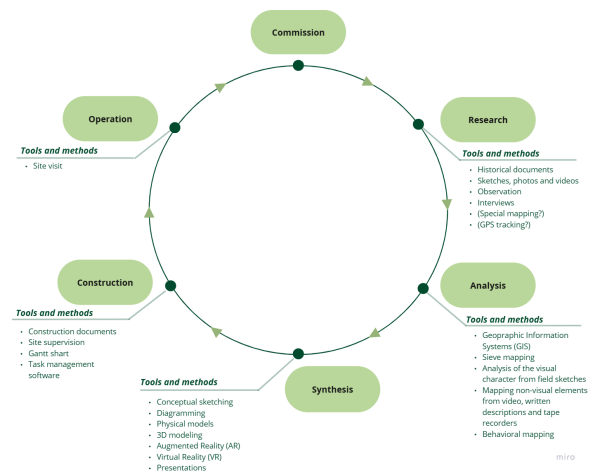 Commission
Operation
Tools and methods
• Site visit
Research
Tools and methods
• Historical documents
• Sketches, photos and videos
• Observation
• Interviews
• (Special mapping?)
• (GPS tracking?)
Construction
Tools and methods
• Construction documents
• Site supervision
• Gantt shart
• Task management
software
Analysis
Tools and methods
• Geopraphic Information
Systems (GIS)
• Sieve mapping
• Analysis of the visual
character from field sketches
• Mapping non-visual elements
from video, written
descriptions and tape
recorders
• Behavioral mapping
Synthesis
Tools and methods
• Conceptual sketching
• Diagramming
• Physical models
• 3D modeling
• Augmented Reality (AR)
• Virtual Reality (VR)
• Presentations
miro